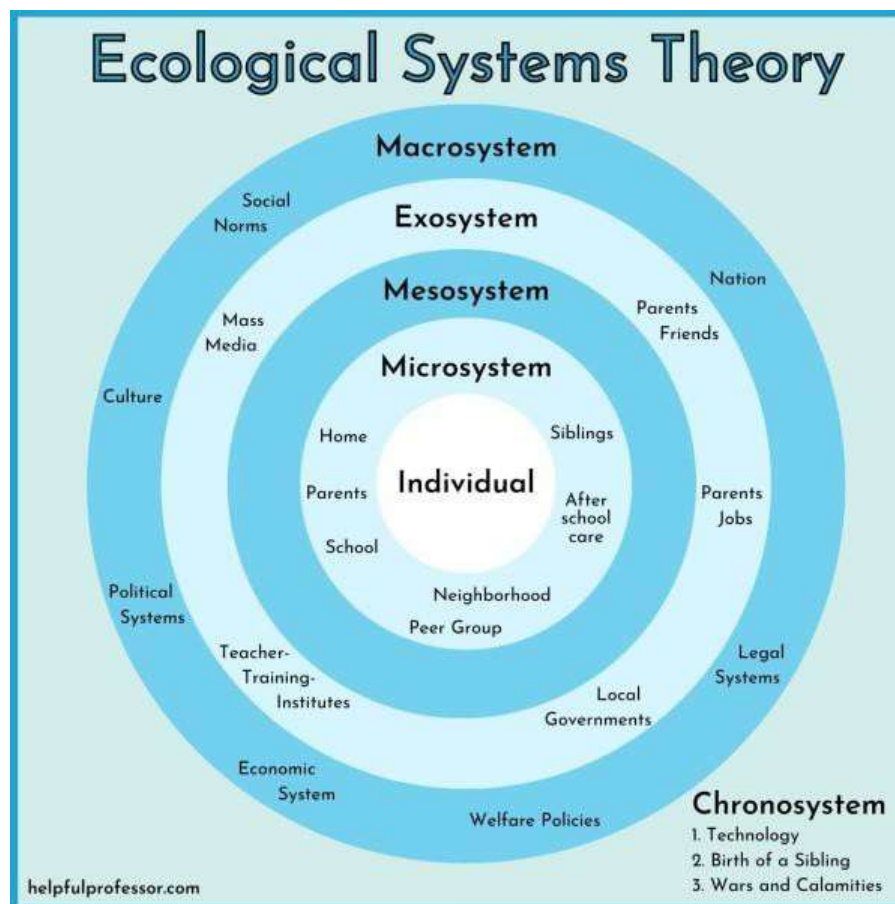 Ecological Systems Theory
Macrosystem
Social
Norms
Exosystem
Nation
Mesosystem
Parents
Friends
Mass
Media
Microsystem
Culture
Home
Siblings
Individual
Parents
After
school
care
Parents
Jobs
School
Neighborhood
Peer Group
Political
Systems
Teacher-
Training-
Institutes
Legal
Systems
Local
Governments
Economic
System
Welfare Policies
Chronosystem
1. Technology
2. Birth of a Sibling
3. Wars and Calamities
helpfulprofessor.com